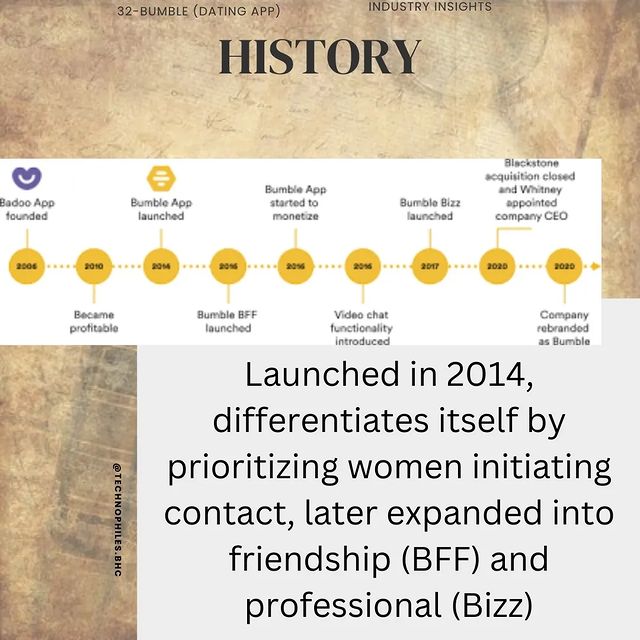 32-BUMBLE (DATING APP)
INDUSTRY INSIGHTS
HISTORY
Badoo App
founded
Bumble App
launched
Bumble App
started to
monetize
Bumble Bizz
launched
Blackstone
acquisition closed
and Whitney
appointed
company CEO
2006
2010
2014
2016
2016
2016
2017
2020
2020
Became
profitable
Bumble BFF
launched
Video chat
functionality
introduced
Company
rebranded
as Bumble
Launched in 2014,
differentiates itself by
prioritizing women initiating
contact, later expanded into
friendship (BFF) and
professional (Bizz)
@TECHNOPHILES.BHC